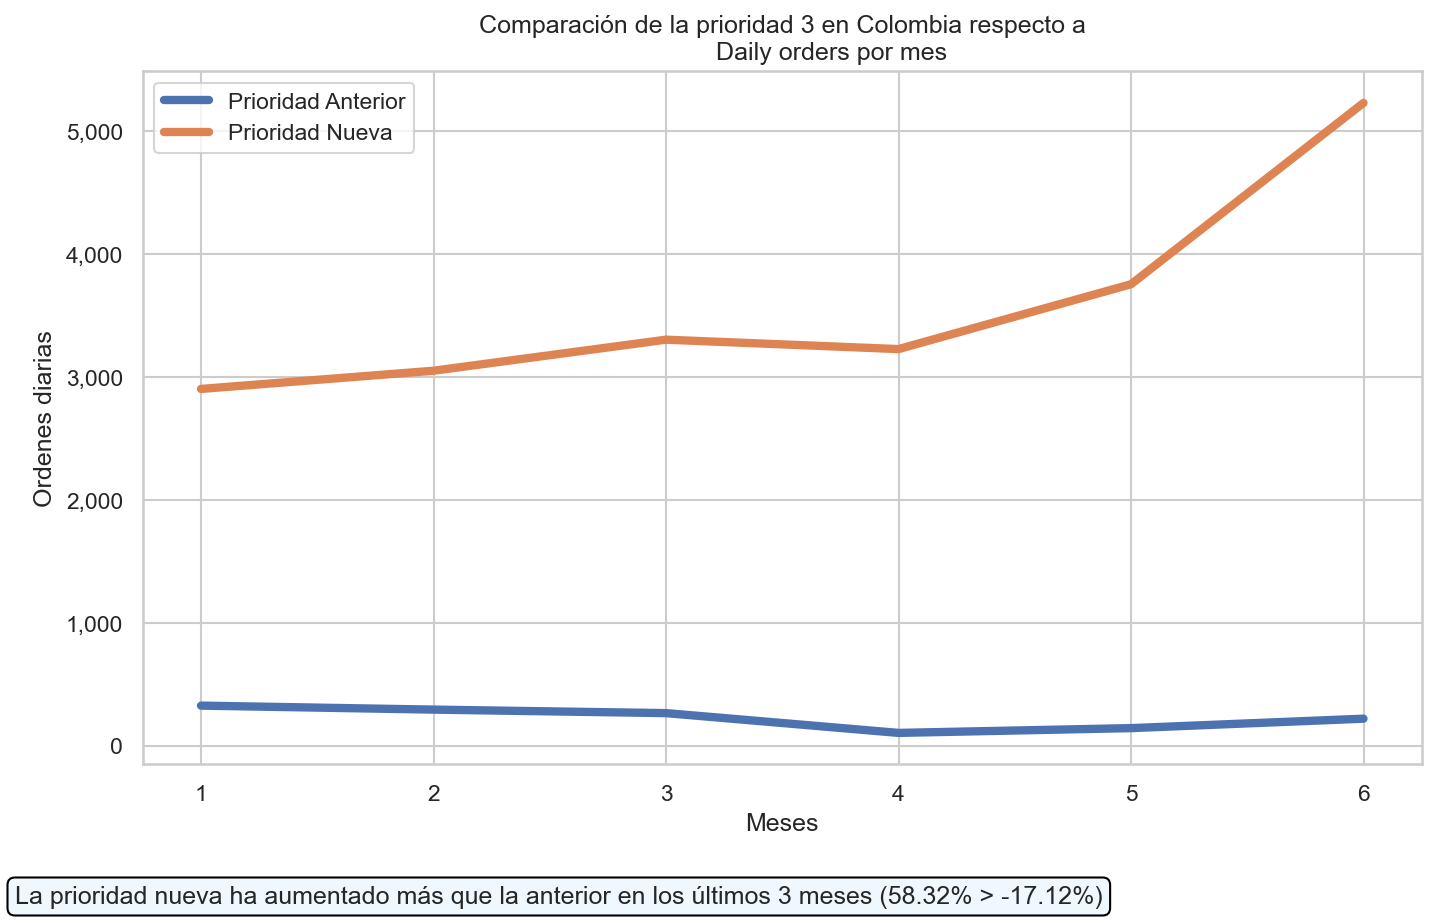 Comparación de la prioridad 3 en Colombia respecto a
Daily orders por mes
Prioridad Anterior
Prioridad Nueva
5,000
4,000
3,000
2,000
1,000
0
Ordenes diarias
1 2 3 4 5 6
Meses
La prioridad nueva ha aumentado más que la anterior en los últimos 3 meses (58.32% > -17.12%)